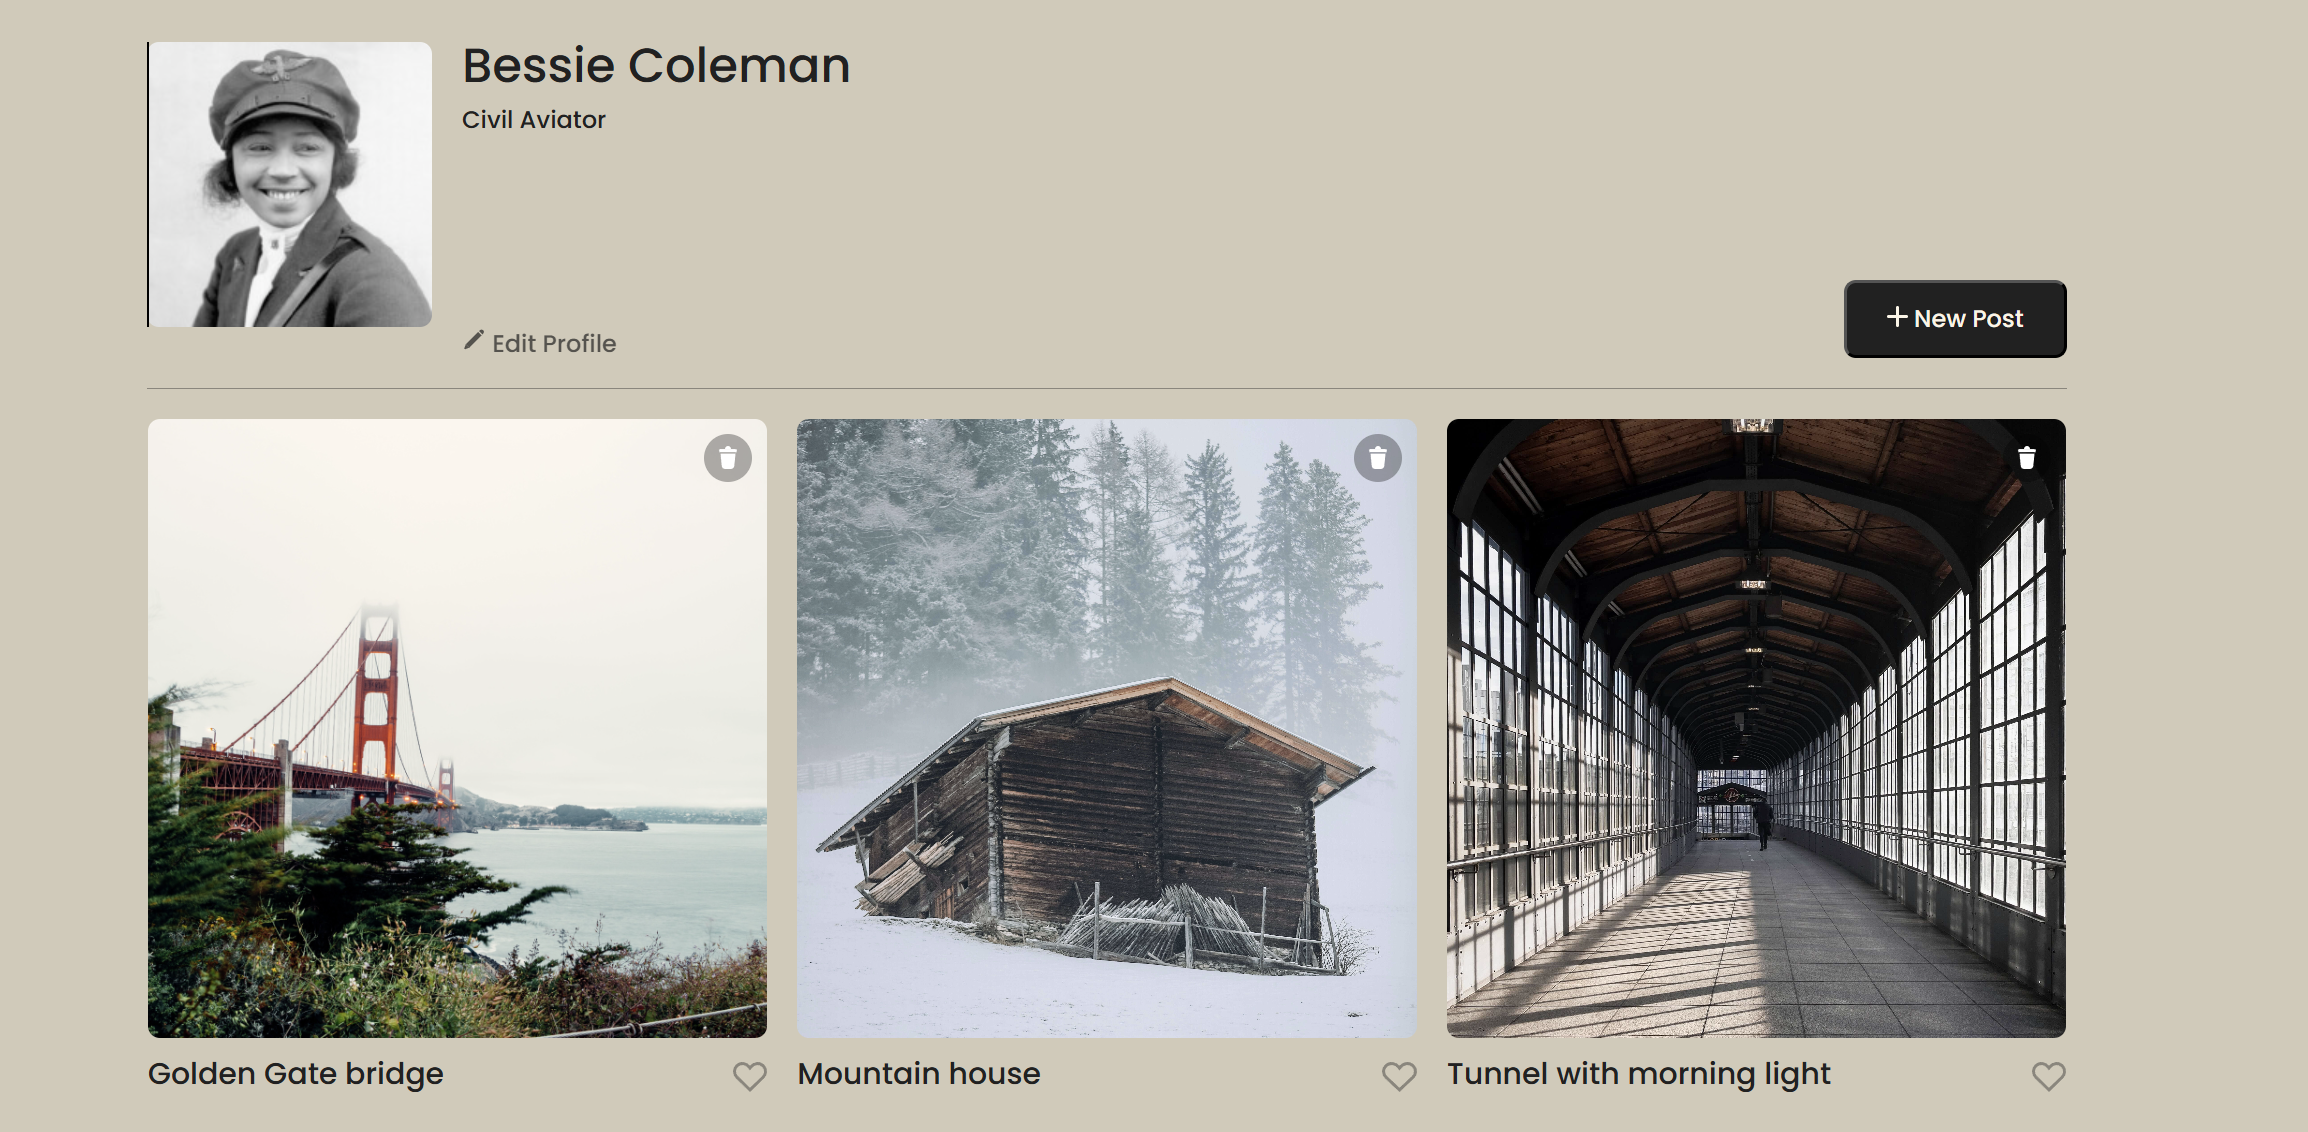 Bessie Coleman
Civil Aviator
Edit Profile
New Post
Golden Gate bridge
Mountain house
Tunnel with morning light